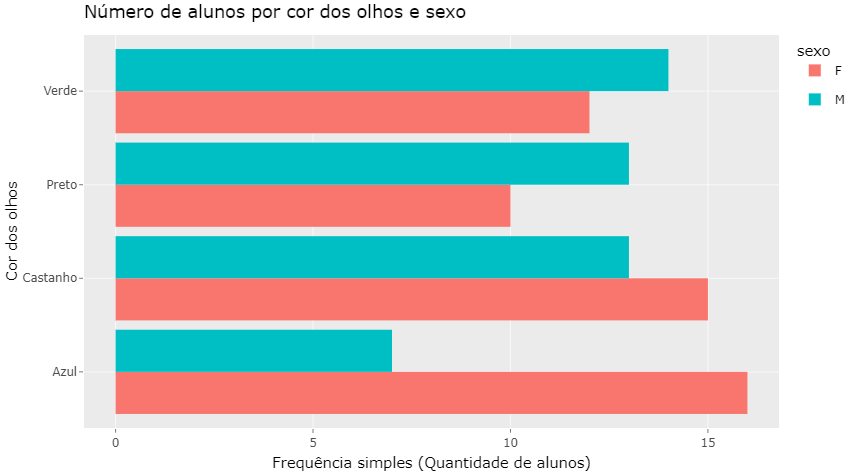 Número de alunos por cor dos olhos e sexo
sexo
F
M
Cor dos olhos
Verde
Preto
Castanho
Azul
0 5 10 15
Frequência simples (Quantidade de alunos)